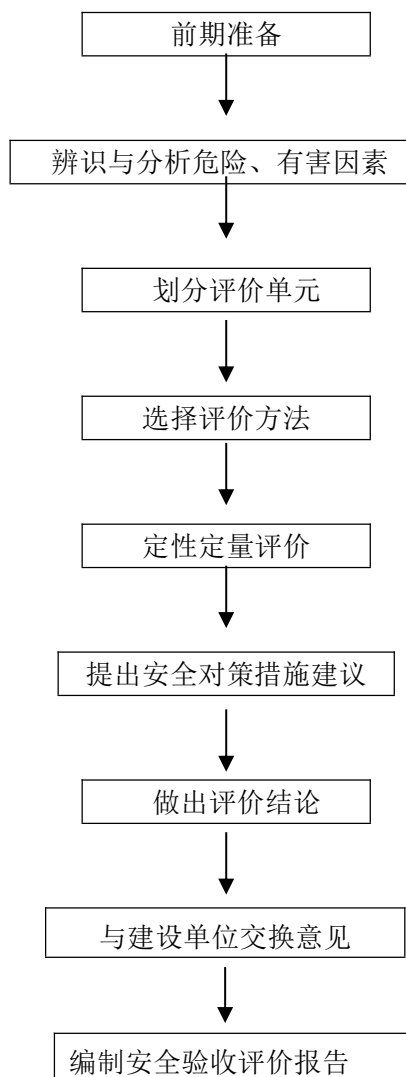 前期准备
辨识与分析危险、有害因素
划分评价单元
选择评价方法
定性定量评价
提出安全对策措施建议
做出评价结论
与建设单位交换意见
编制安全验收评价报告